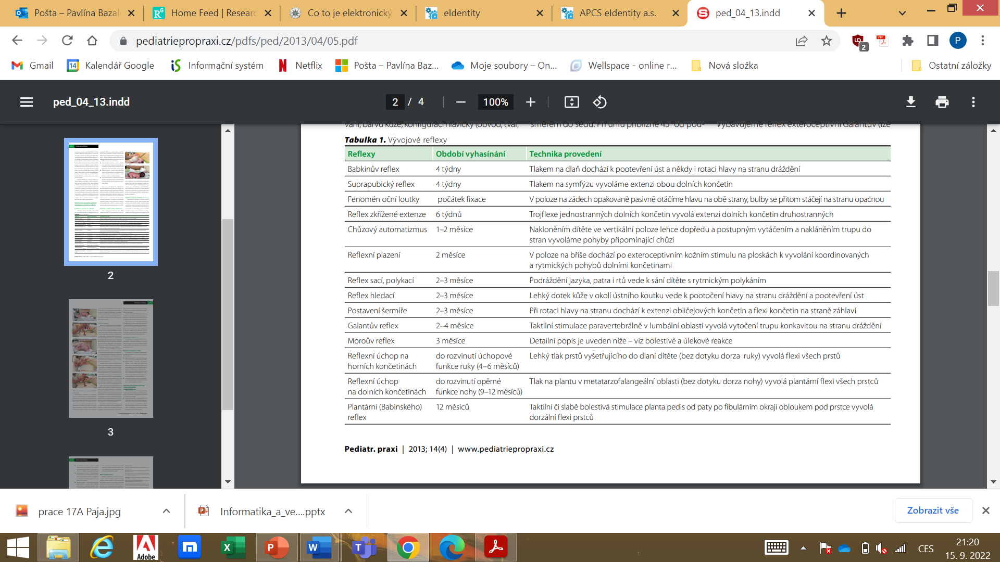 Pošta – Pavlína Bazal
Home Feed | Researc
Co to je elektronický
eIdentity
APCS eIdentity a.s.
ped_04_13.indd
pediatriepropraxi.cz/pdfs/ped/2013/04/05.pdf
2
P
Gmail
14
Kalendář Google
Informační systém
Netflix
Pošta – Pavlína Baz...
Moje soubory – On...
Wellspace - online r...
Nová složka
Ostatní záložky
ped_04_13.indd
2 / 4
100%
vání, barvu kůže, konfiguraci hlavičky (obvod, tvar,
směrem do sedu. Při úhlu přibližně 45° od pod-
Vybavujeme reflex exteroceptivní Galantův (lze
Tabulka 1. Vývojové reflexy
Reflexy Období vyhasínání Technika provedení
Babkinův reflex 4 týdny Tlakem na dlaň dochází k pootevření úst a někdy i rotaci hlavy na stranu dráždění
Suprapubický reflex 4 týdny Tlakem na symfýzu vyvoláme extenzi obou dolních končetin
Fenomén oční loutky počátek fixace V poloze na zádech opakovaně pasivně otáčíme hlavu na obě strany, bulby se přitom stáčejí na stranu opačnou
Reflex zkřížené extenze 6 týdnů Trojflexe jednostranných dolních končetin vyvolá extenzi dolních končetin druhostranných
Chůzový automatizmus 1–2 měsíce Nakloněním dítěte ve vertikální poloze lehce dopředu a postupným vytáčením a nakláněním trupu do
stran vyvoláme pohyby připomínající chůzi
Reflexní plazení 2 měsíce V poloze na břiše dochází po exteroceptivním kožním stimulu na ploskách k vyvolání koordinovaných
a rytmických pohybů dolními končetinami
Reflex sací, polykací 2–3 měsíce Podráždění jazyka, patra i rtů vede k sání dítěte s rytmickým polykáním
Reflex hledací 2–3 měsíce Lehký dotek kůže v okolí ústního koutku vede k pootočení hlavy na stranu dráždění a pootevření úst
Postavení šermíře 2–3 měsíce Při rotaci hlavy na stranu dochází k extenzi obličejových končetin a flexi končetin na straně záhlaví
Galantův reflex 2–4 měsíce Taktilní stimulace paravertebrálně v lumbální oblasti vyvolá vytočení trupu konkavitou na stranu dráždění
Moroův reflex 3 měsíce Detailní popis je uveden níže – viz bolestivé a úlekové reakce
Reflexní úchop na do rozvinutí úchopové Lehký tlak prstů vyšetřujícího do dlaní dítěte (bez dotyku dorza ruky) vyvolá flexi všech prstů
horních končetinách funkce ruky (4–6 měsíců)
Reflexní úchop do rozvinutí opěrné Tlak na plantu v metatarzofalangeální oblasti (bez dotyku dorza nohy) vyvolá plantární flexi všech prstců
na dolních končetinách funkce nohy (9–12 měsíců)
Plantární (Babinského) 12 měsíců Taktilní či slabě bolestivá stimulace planta pedis od paty po fibulárním okraji obloukem pod prstce vyvolá
reflex dorzální flexi prstců
Pediatr. praxi | 2013; 14(4) | www.pediatriepropraxi.cz
2
3
prace 17A Paja.jpg
Informatika_a_ve....pptx
Zobrazit vše
Adobe
CES
21:20
15. 9. 2022